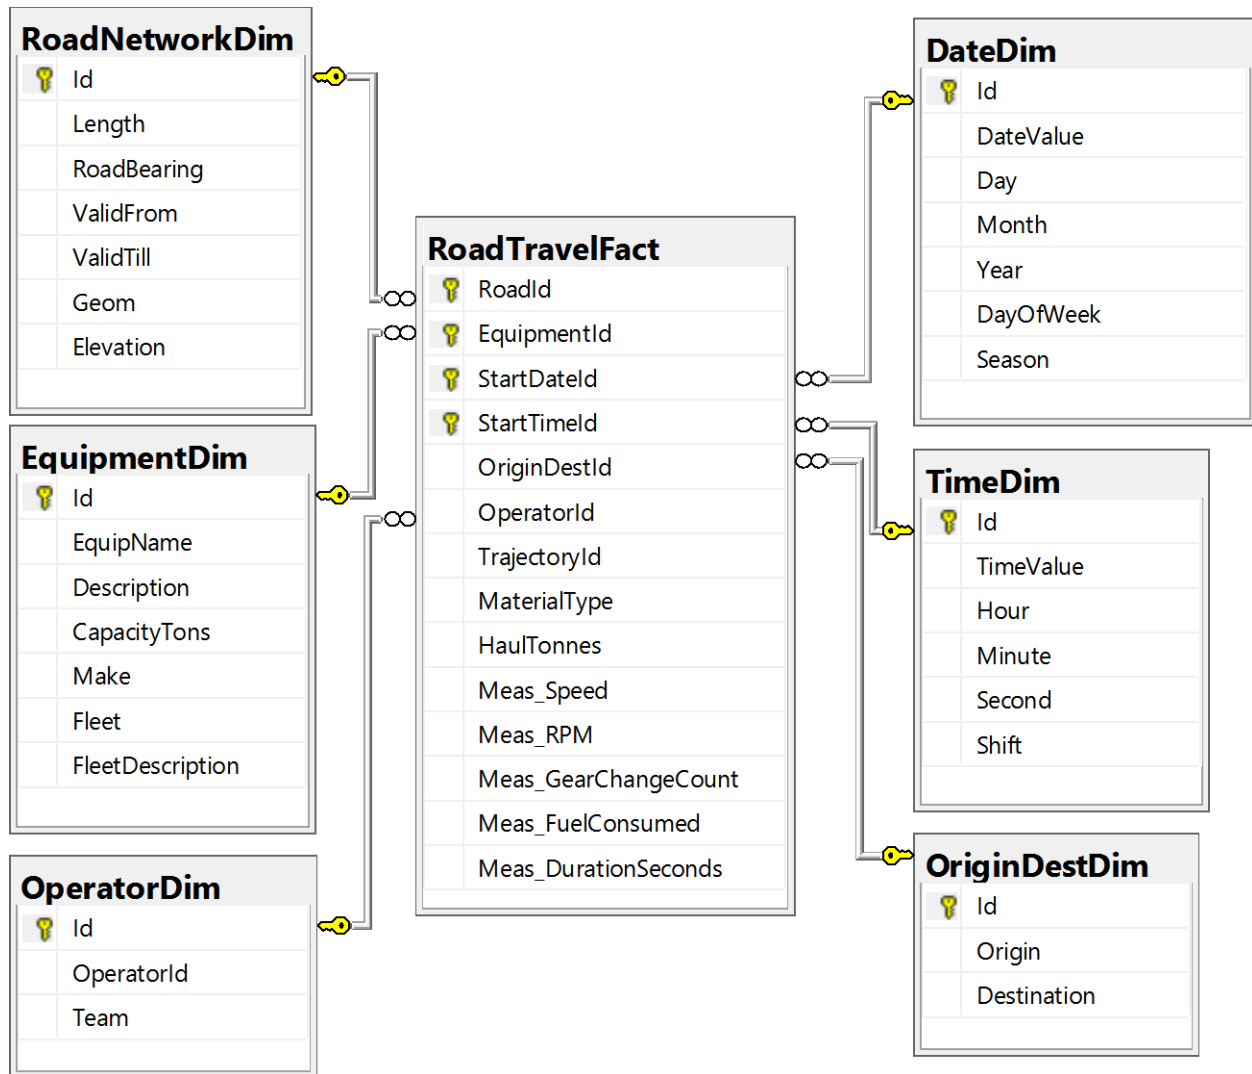 RoadNetworkDim
Id
Length
RoadBearing
ValidFrom
ValidTill
Geom
Elevation
EquipmentDim
Id
EquipName
Description
CapacityTons
Make
Fleet
FleetDescription
OperatorDim
Id
OperatorId
Team
RoadTravelFact
RoadId
EquipmentId
StartDateId
StartTimeId
OriginDestId
OperatorId
TrajectoryId
MaterialType
HaulTonnes
Meas_Speed
Meas_RPM
Meas_GearChangeCount
Meas_FuelConsumed
Meas_DurationSeconds
DateDim
Id
DateValue
Day
Month
Year
DayOfWeek
Season
TimeDim
Id
TimeValue
Hour
Minute
Second
Shift
OriginDestDim
Id
Origin
Destination